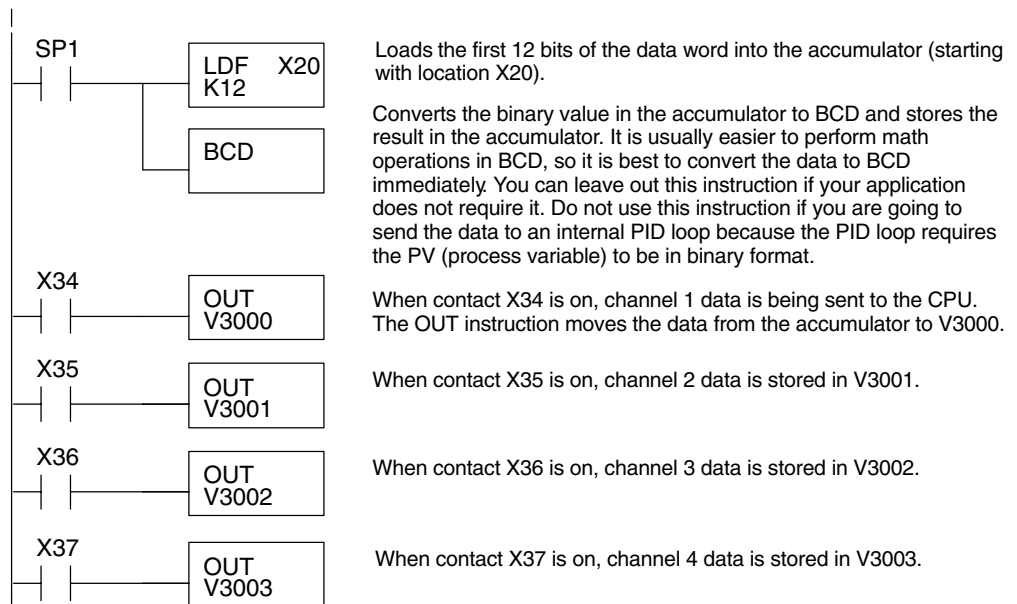 SP1
LDF X20
K12
Loads the first 12 bits of the data word into the accumulator (starting
with location X20).
BCD
Converts the binary value in the accumulator to BCD and stores the
result in the accumulator. It is usually easier to perform math
operations in BCD, so it is best to convert the data to BCD
immediately. You can leave out this instruction if your application
does not require it. Do not use this instruction if you are going to
send the data to an internal PID loop because the PID loop requires
the PV (process variable) to be in binary format.
X34
OUT
V3000
When contact X34 is on, channel 1 data is being sent to the CPU.
The OUT instruction moves the data from the accumulator to V3000.
X35
OUT
V3001
When contact X35 is on, channel 2 data is stored in V3001.
X36
OUT
V3002
When contact X36 is on, channel 3 data is stored in V3002.
X37
OUT
V3003
When contact X37 is on, channel 4 data is stored in V3003.